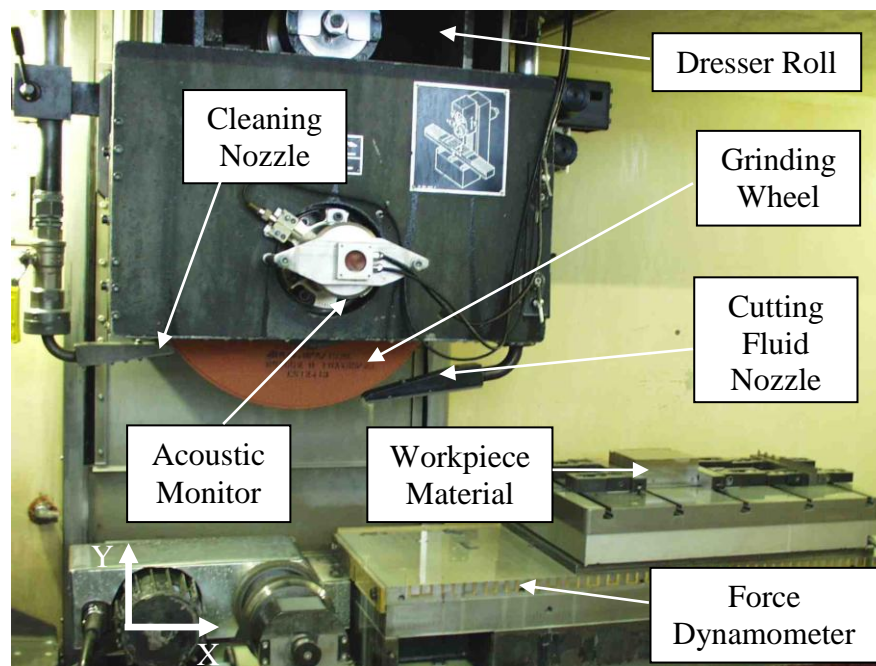 Dresser Roll
Cleaning
Nozzle
Grinding
Wheel
Cutting
Fluid
Nozzle
Acoustic
Monitor
Workpiece
Material
Y
X
Force
Dynamometer